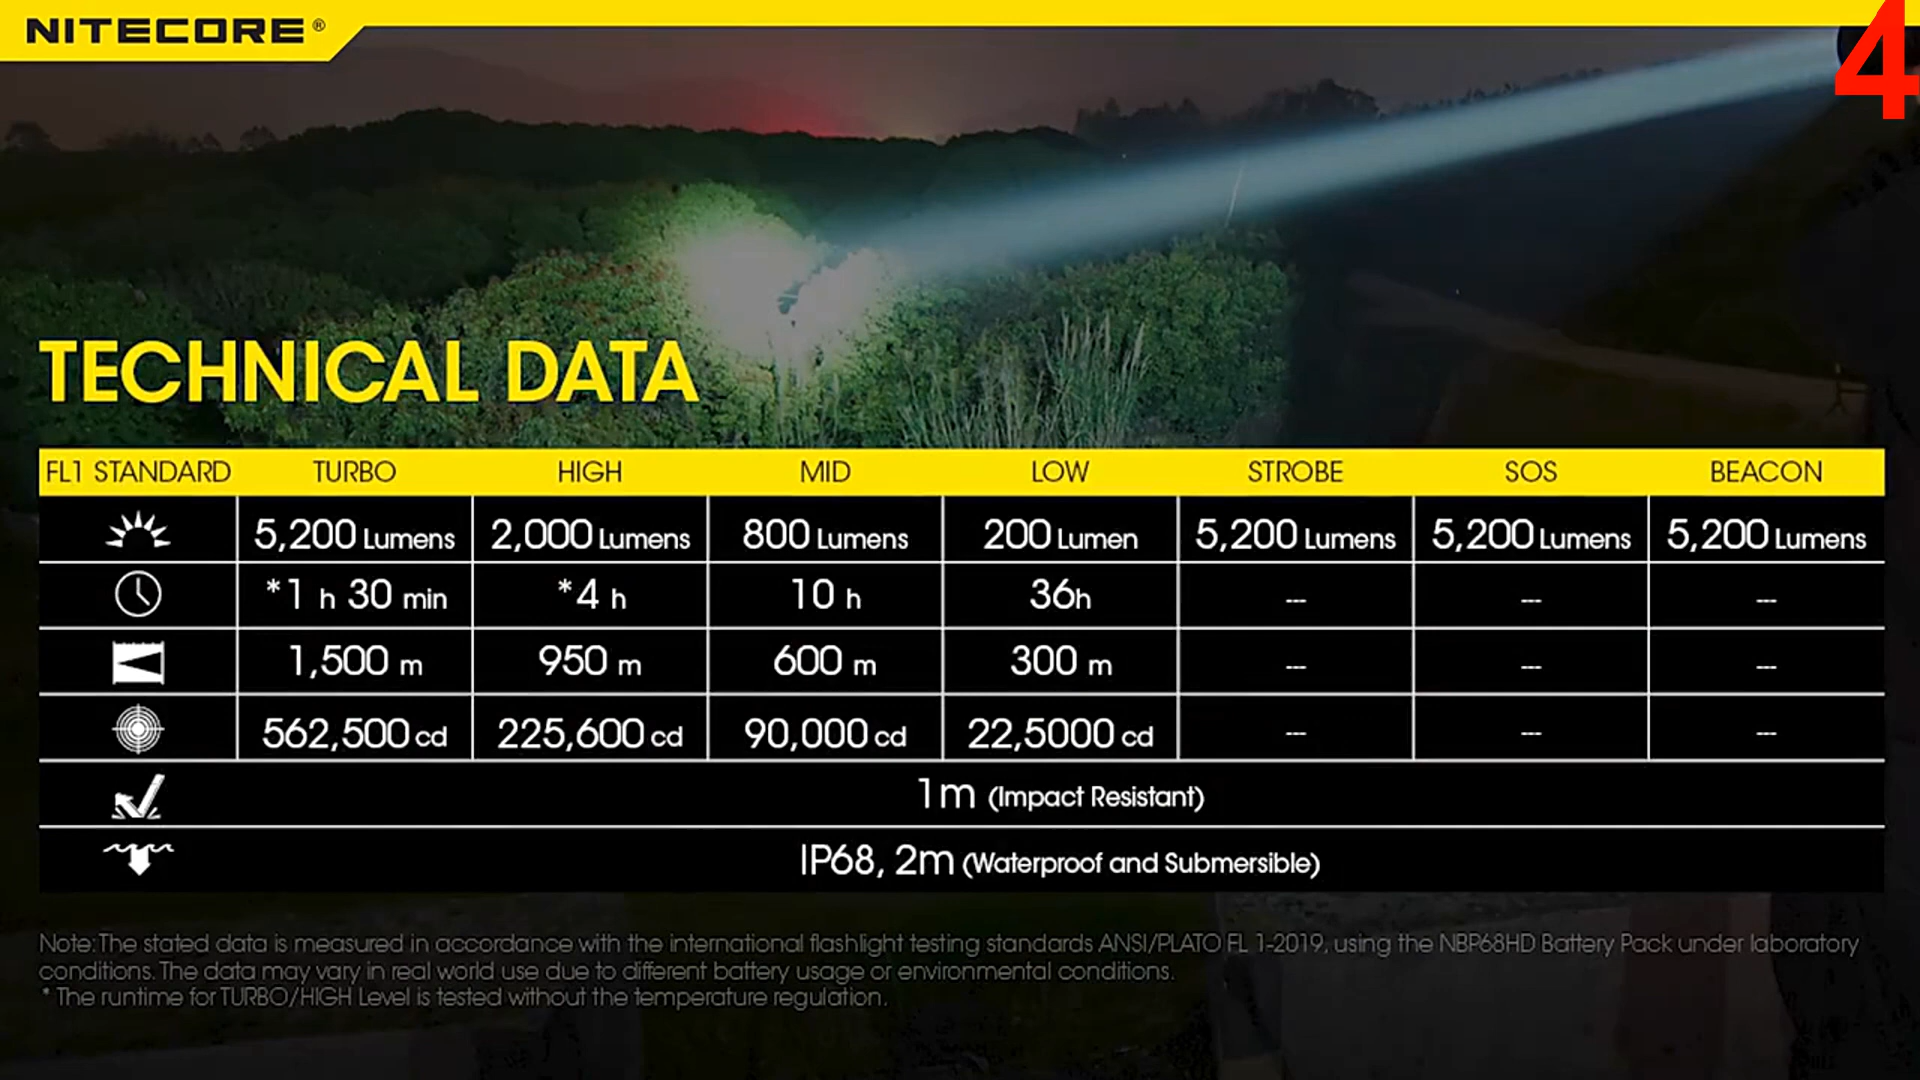 NITECORE®
4
TECHNICAL DATA
FL1 STANDARD TURBO HIGH MID LOW STROBE SOS BEACON
5,200 Lumens 2,000 Lumens 800 Lumens 200 Lumen 5,200 Lumens 5,200 Lumens 5,200 Lumens
*1 h 30 min *4 h 10 h 36h --- --- ---
1,500 m 950 m 600 m 300 m --- --- ---
562,500 cd 225,600 cd 90,000 cd 22,5000 cd --- --- ---
1m (Impact Resistant)
IP68, 2m (Waterproof and Submersible)
Note: The stated data is measured in accordance with the international flashlight testing standards ANSI/PLATO FL 1-2019, using the NBP68HD Battery Pack under laboratory
conditions. The data may vary in real world use due to different battery usage or environmental conditions.
* The runtime for TURBO/HIGH Level is tested without the temperature regulation.